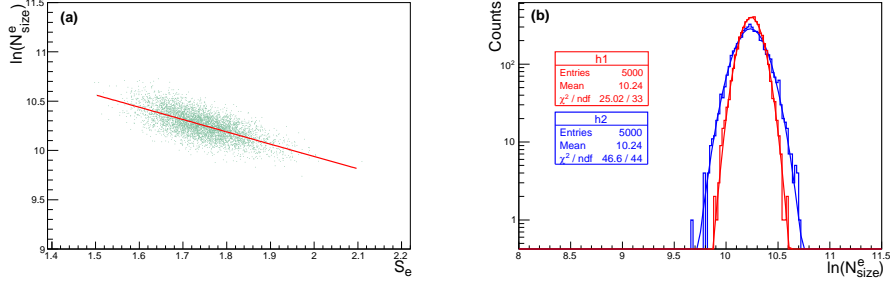 (a)
ln(N^e_size)
11.5
11
10.5
10
9.5
9
1.4 1.5 1.6 1.7 1.8 1.9 2 2.1 2.2
S_e
(b)
Counts
10²
10
1
h1
Entries 5000
Mean 10.24
χ² / ndf 25.02 / 33
h2
Entries 5000
Mean 10.24
χ² / ndf 46.6 / 44
8 8.5 9 9.5 10 10.5 11 11.5
ln(N^e_size)